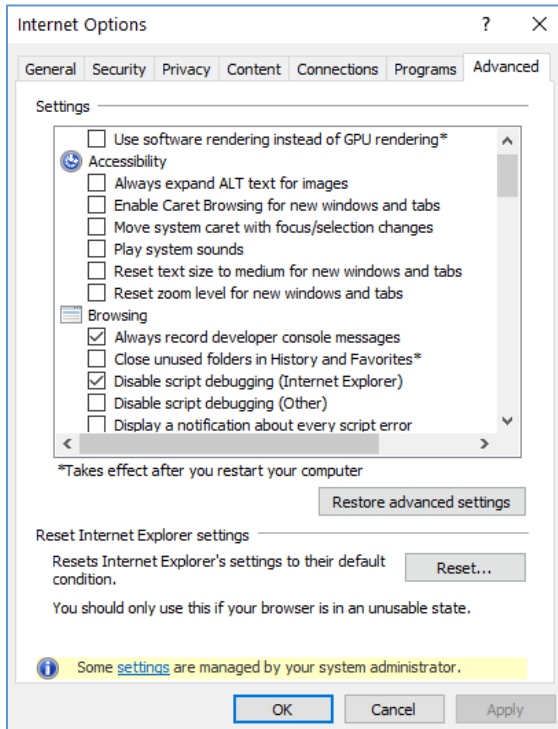 Internet Options
General Security Privacy Content Connections Programs Advanced
Settings
Use software rendering instead of GPU rendering*
Accessibility
Always expand ALT text for images
Enable Caret Browsing for new windows and tabs
Move system caret with focus/selection changes
Play system sounds
Reset text size to medium for new windows and tabs
Reset zoom level for new windows and tabs
Browsing
Always record developer console messages
Close unused folders in History and Favorites*
Disable script debugging (Internet Explorer)
Disable script debugging (Other)
Display a notification about every script error
*Takes effect after you restart your computer
Restore advanced settings
Reset Internet Explorer settings
Resets Internet Explorer's settings to their default
condition.
Reset...
You should only use this if your browser is in an unusable state.
Some settings are managed by your system administrator.
OK Cancel Apply